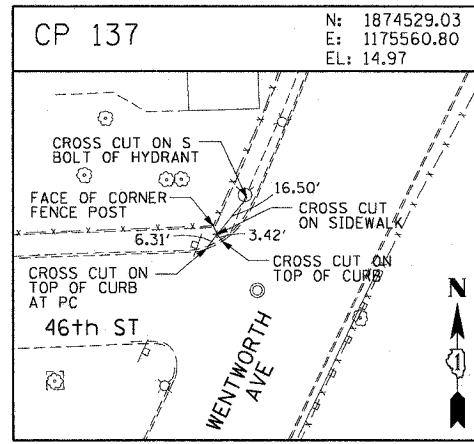 CP 137
N: 1874529.03
E: 1175560.80
EL: 14.97
CROSS CUT ON S
BOLT OF HYDRANT
16.50'
FACE OF CORNER
FENCE POST
CROSS CUT
ON SIDEWALK
6.31'
3.42'
CROSS CUT ON
TOP OF CURB
AT PC
CROSS CUT ON
TOP OF CURB
46th ST
WENTWORTH
AVE
N
1